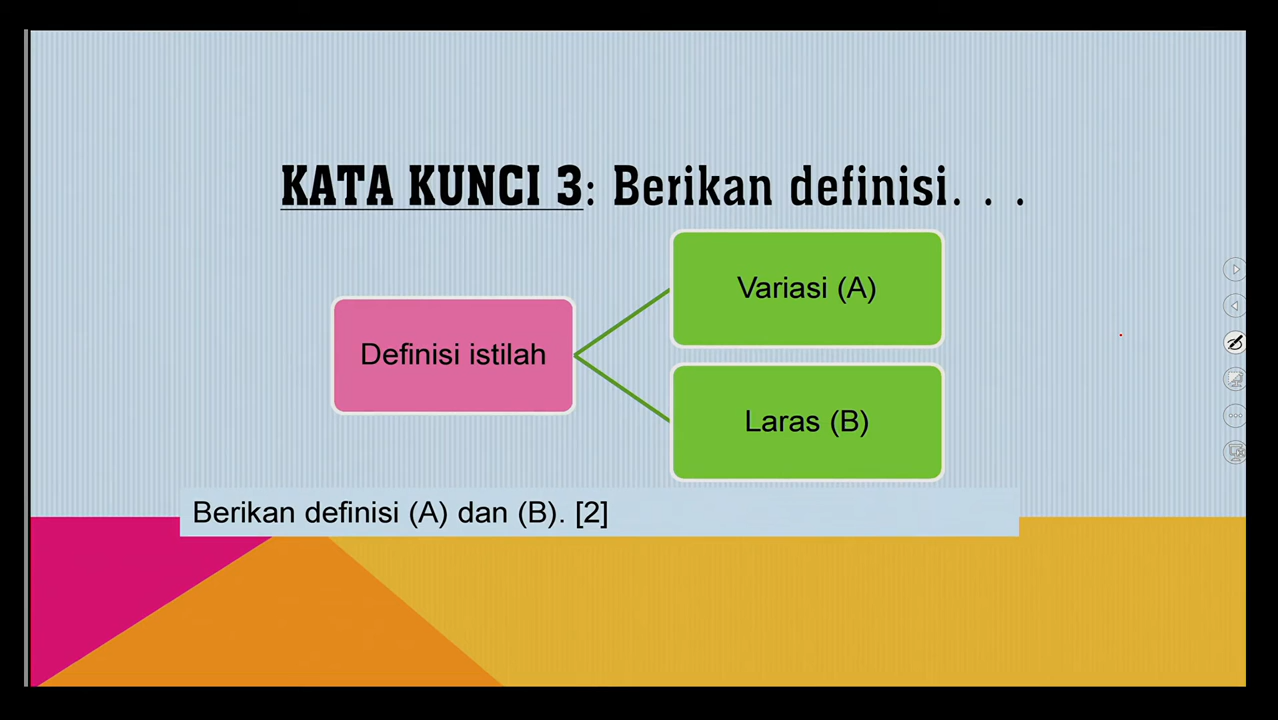 KATA KUNCI 3: Berikan definisi. . .
Variasi (A)
Definisi istilah
Laras (B)
Berikan definisi (A) dan (B). [2]